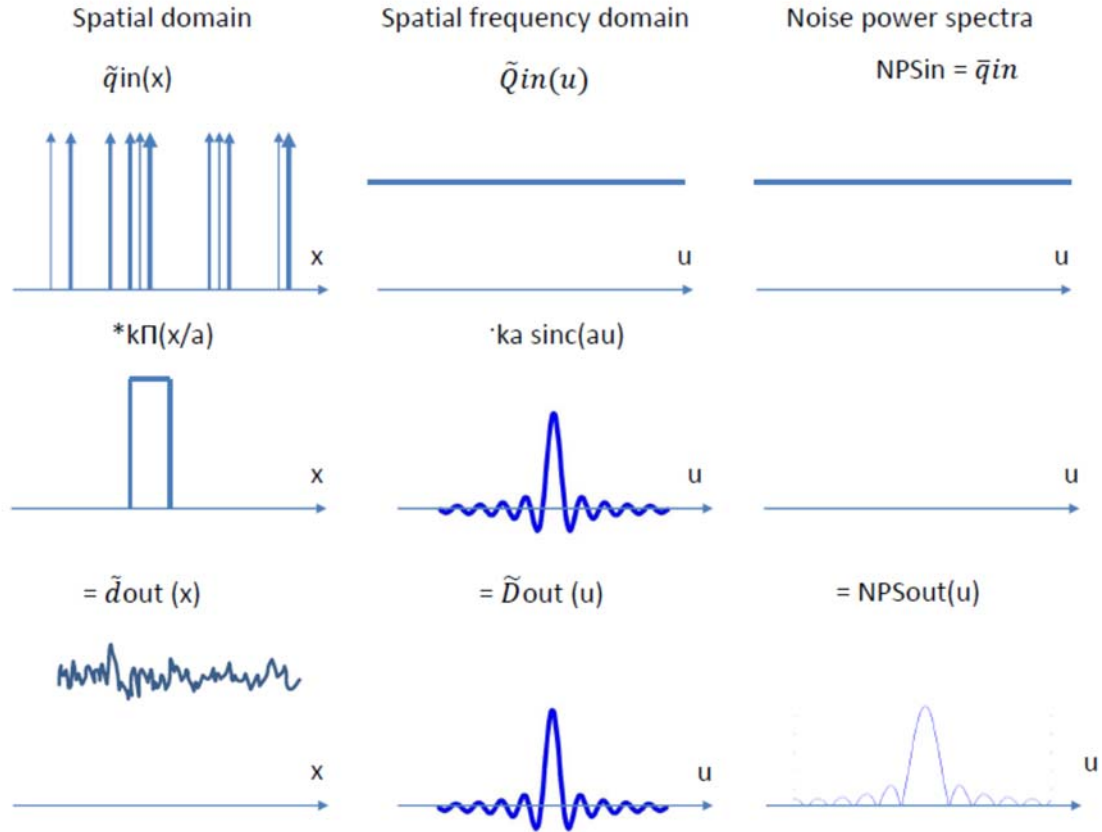 Spatial domain Spatial frequency domain Noise power spectra
q̃in(x) Q̃in(u) NPSin = q̄in
x u u
*kΠ(x/a) ·ka sinc(au)
x u u
= d̃out (x) = D̃out (u) = NPSout(u)
x u u